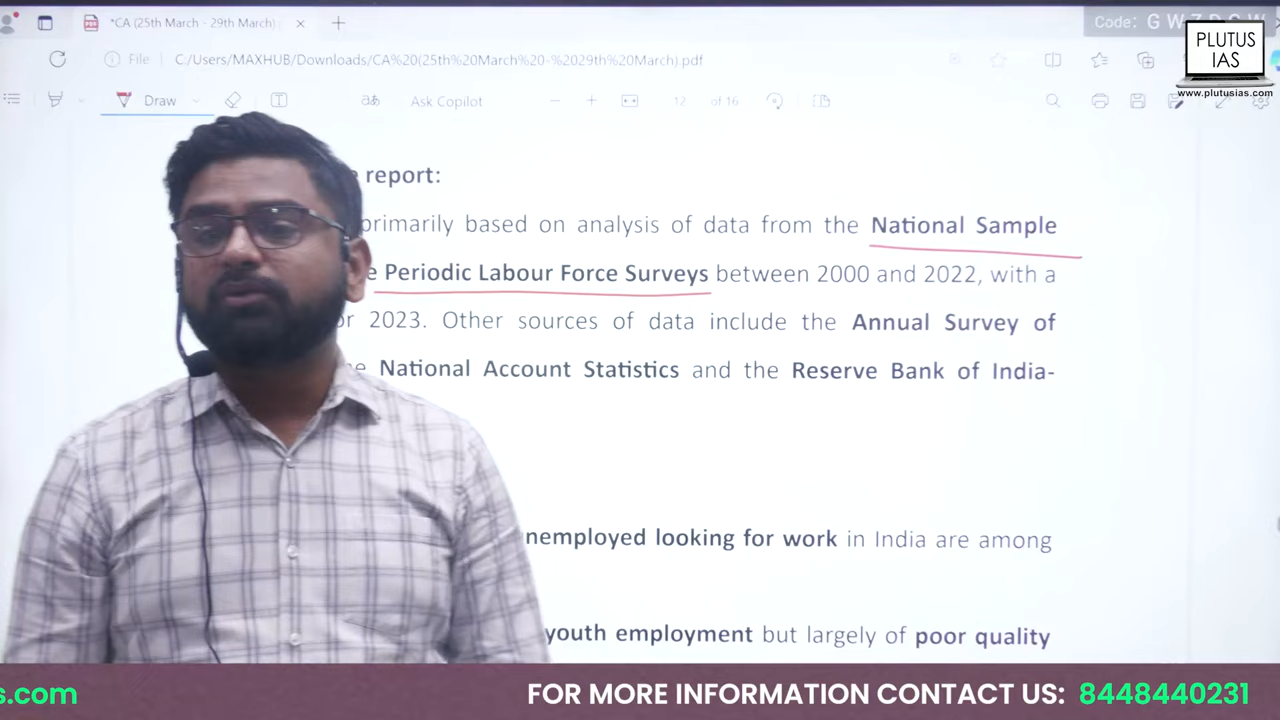 *CA (25th March - 29th March)
Code: G W Z D G W
PLUTUS
IAS
www.plutusias.com
File C:/Users/MAXHUB/Downloads/CA%20(25th%20March%20-%2029th%20March).pdf
Draw
Ask Copilot
12 of 16
report:
primarily based on analysis of data from the National Sample
e Periodic Labour Force Surveys between 2000 and 2022, with a
or 2023. Other sources of data include the Annual Survey of
he National Account Statistics and the Reserve Bank of India-
nemployed looking for work in India are among
youth employment but largely of poor quality
s.com FOR MORE INFORMATION CONTACT US: 8448440231